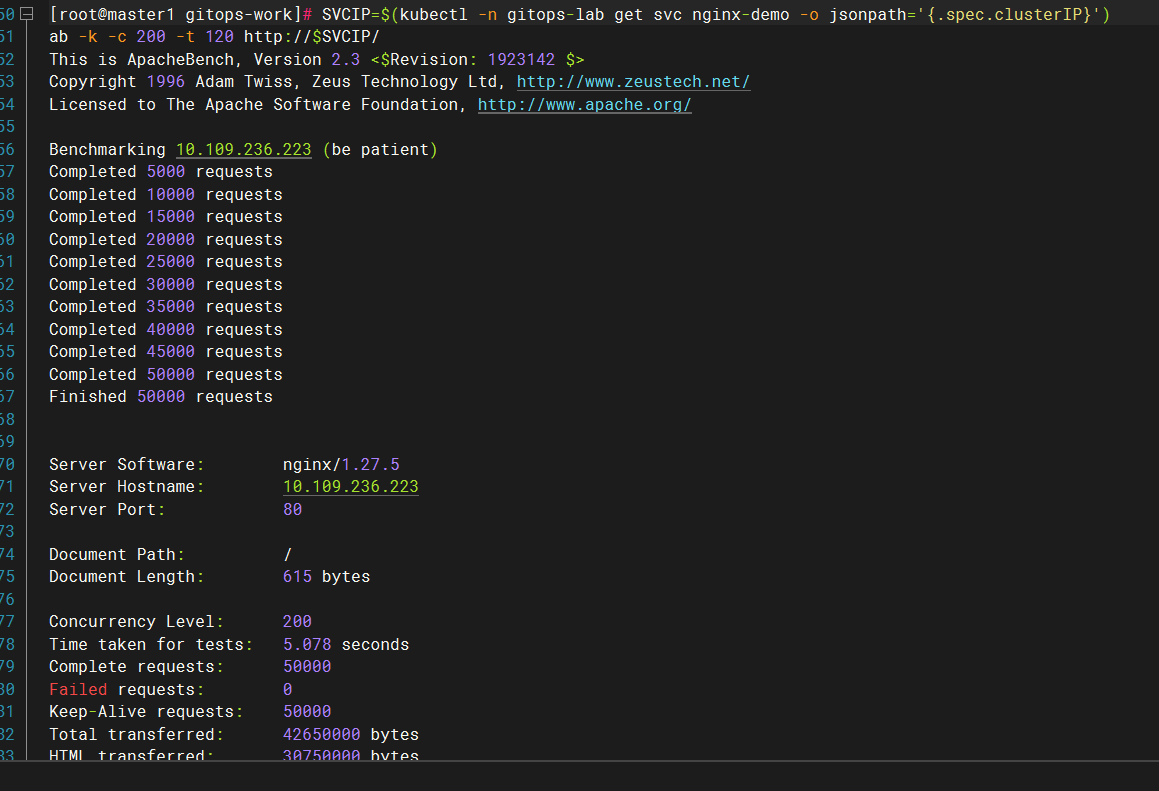 50 [root@master1 gitops-work]# SVCIP=$(kubectl -n gitops-lab get svc nginx-demo -o jsonpath='{.spec.clusterIP}')
51 ab -k -c 200 -t 120 http://$SVCIP/
52 This is ApacheBench, Version 2.3 <$Revision: 1923142 $>
53 Copyright 1996 Adam Twiss, Zeus Technology Ltd, http://www.zeustech.net/
54 Licensed to The Apache Software Foundation, http://www.apache.org/
55
56 Benchmarking 10.109.236.223 (be patient)
57 Completed 5000 requests
58 Completed 10000 requests
59 Completed 15000 requests
60 Completed 20000 requests
61 Completed 25000 requests
62 Completed 30000 requests
63 Completed 35000 requests
64 Completed 40000 requests
65 Completed 45000 requests
66 Completed 50000 requests
67 Finished 50000 requests
68
69
70 Server Software: nginx/1.27.5
71 Server Hostname: 10.109.236.223
72 Server Port: 80
73
74 Document Path: /
75 Document Length: 615 bytes
76
77 Concurrency Level: 200
78 Time taken for tests: 5.078 seconds
79 Complete requests: 50000
80 Failed requests: 0
81 Keep-Alive requests: 50000
82 Total transferred: 42650000 bytes
83 HTML transferred: 30750000 bytes